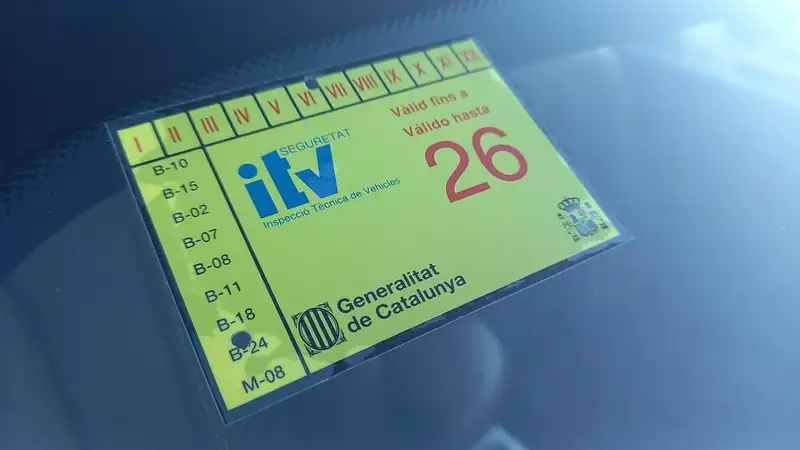 I II III IV V VI VII VIII IX X XI XII
B-10
B-15
B-02
B-07
B-08
B-11
B-18
B-24
M-08
SEGURETAT
itv
Inspecció Tècnica de Vehicles
Vàlid fins a
Válido hasta
26
Generalitat
de Catalunya